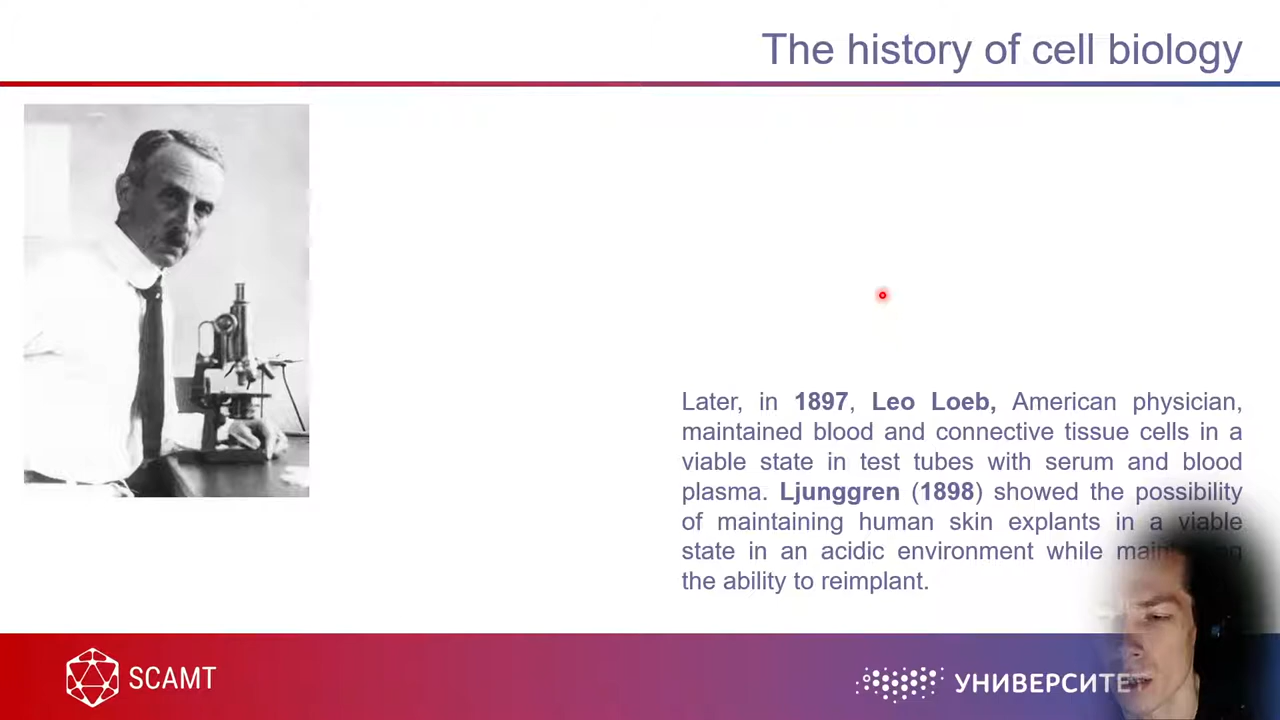 The history of cell biology
Later, in 1897, Leo Loeb, American physician,
maintained blood and connective tissue cells in a
viable state in test tubes with serum and blood
plasma. Ljunggren (1898) showed the possibility
of maintaining human skin explants in a viable
state in an acidic environment while maintaining
the ability to reimplant.
SCAMT
УНИВЕРСИТЕ